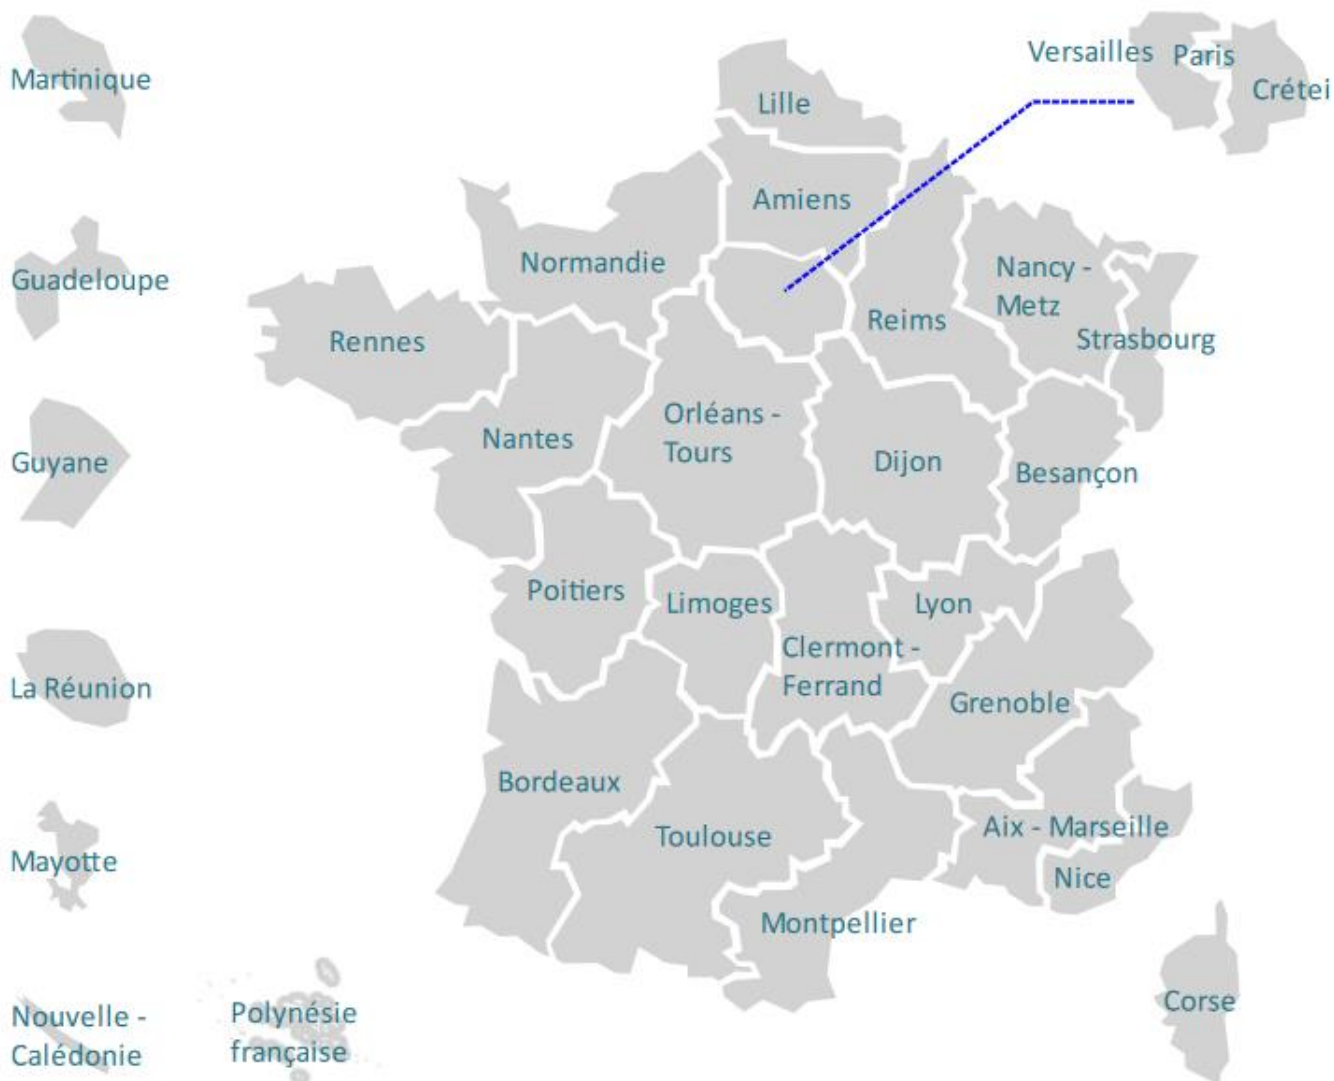 Martinique
Versailles
Paris
Crétei
Lille
Amiens
Guadeloupe
Normandie
Nancy -
Metz
Rennes
Reims
Strasbourg
Guyane
Nantes
Orléans -
Tours
Dijon
Besançon
Poitiers
Limoges
Lyon
Clermont -
Ferrand
La Réunion
Grenoble
Bordeaux
Toulouse
Aix - Marseille
Mayotte
Nice
Montpellier
Corse
Nouvelle -
Calédonie
Polynésie
française